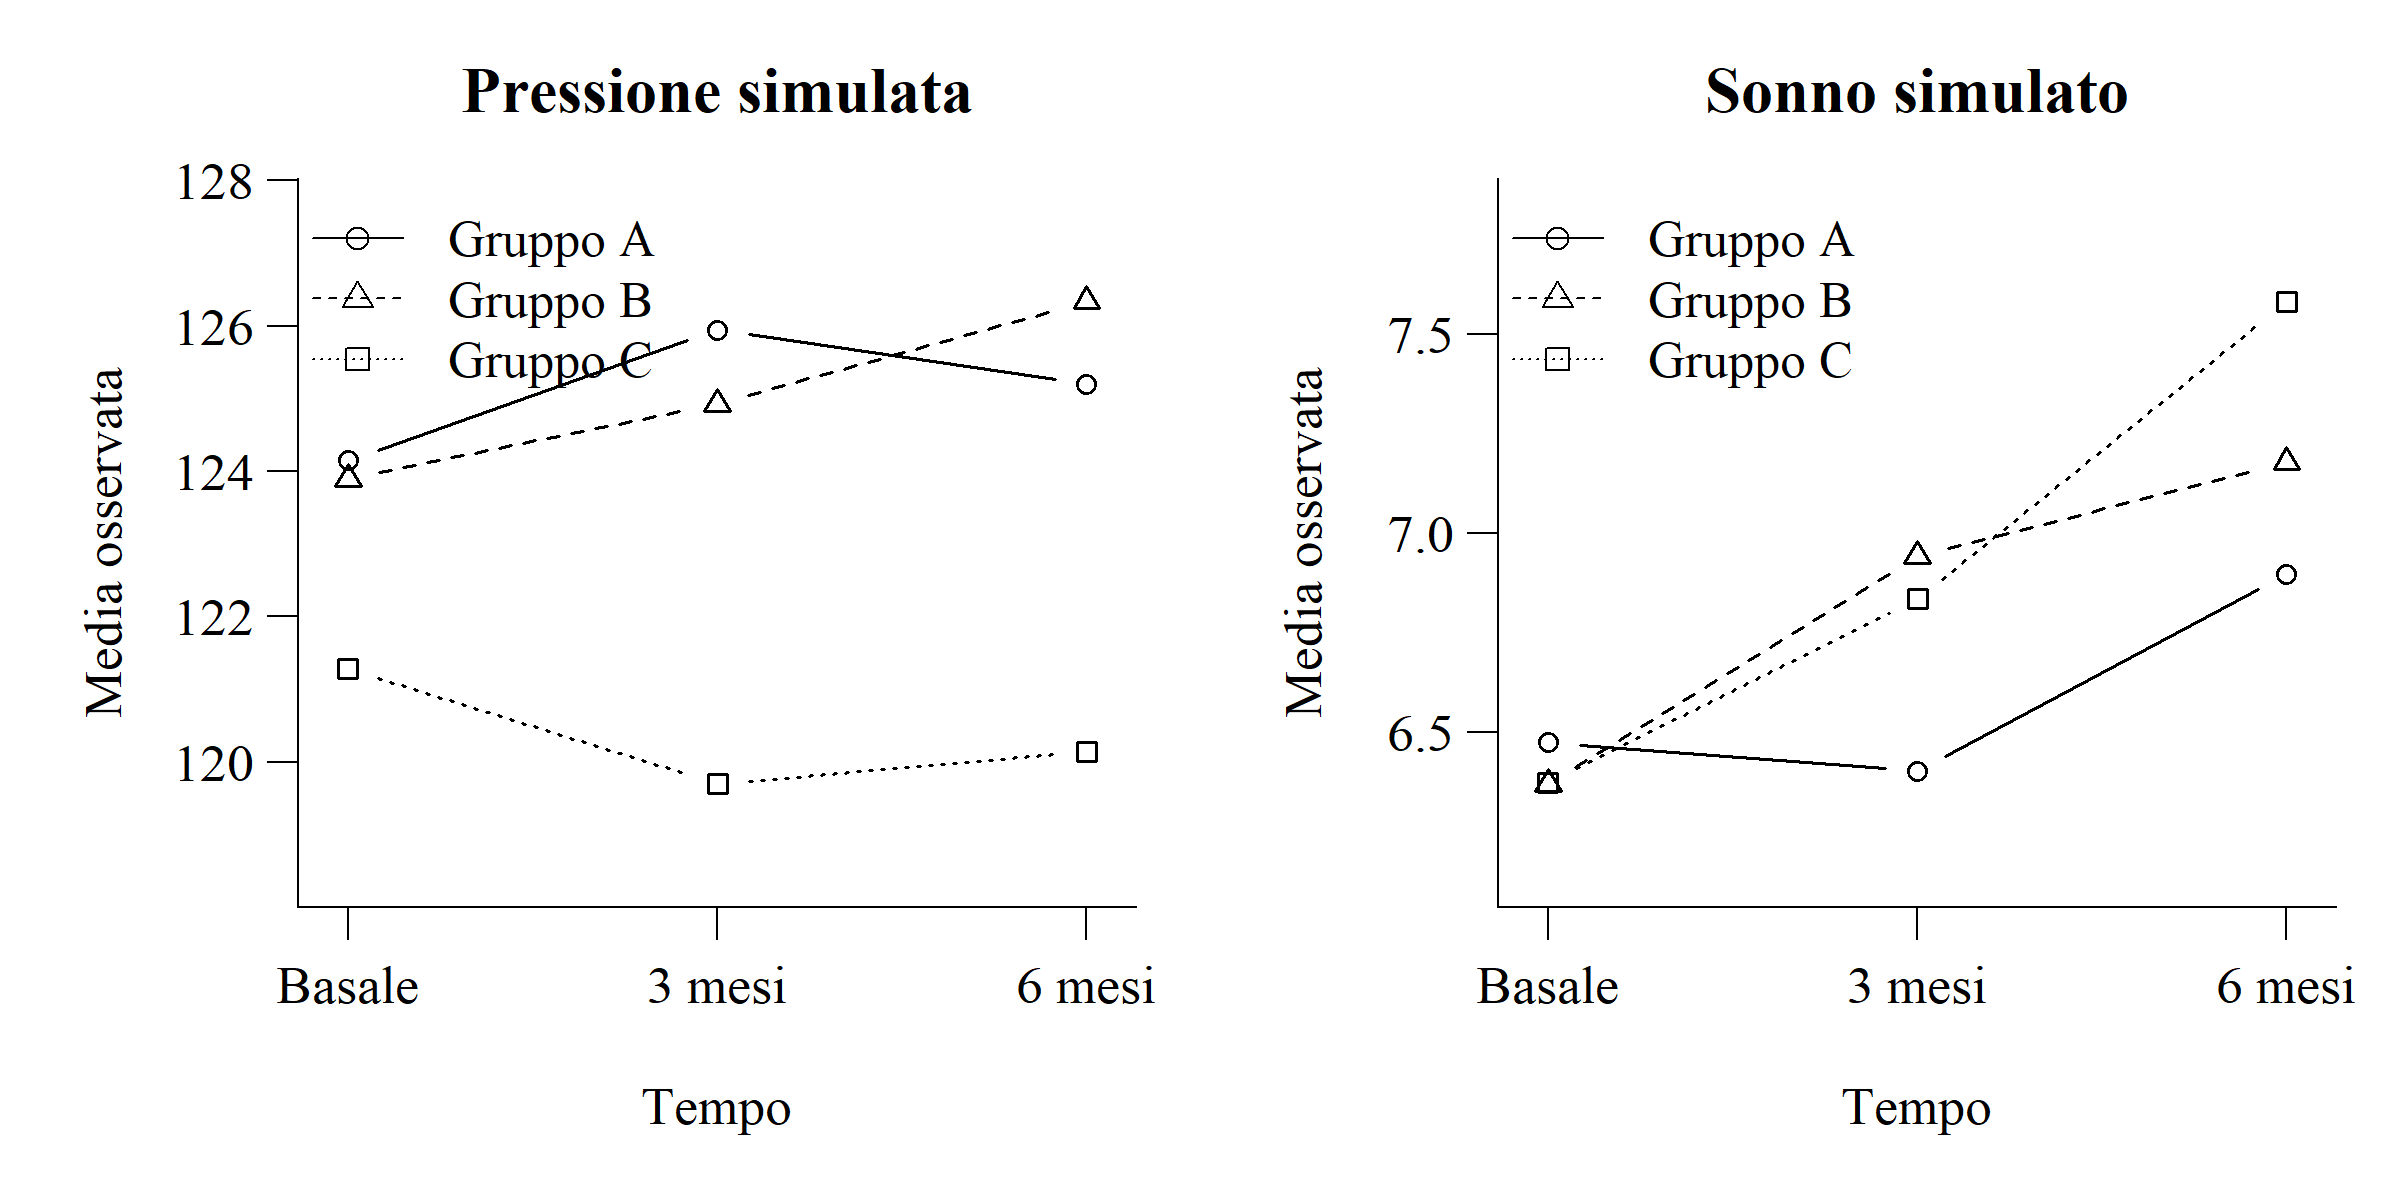 Pressione simulata
128
126
124
122
120
Media osservata
Gruppo A
Gruppo B
Gruppo C
Basale 3 mesi 6 mesi
Tempo
Sonno simulato
7.5
7.0
6.5
Media osservata
Gruppo A
Gruppo B
Gruppo C
Basale 3 mesi 6 mesi
Tempo